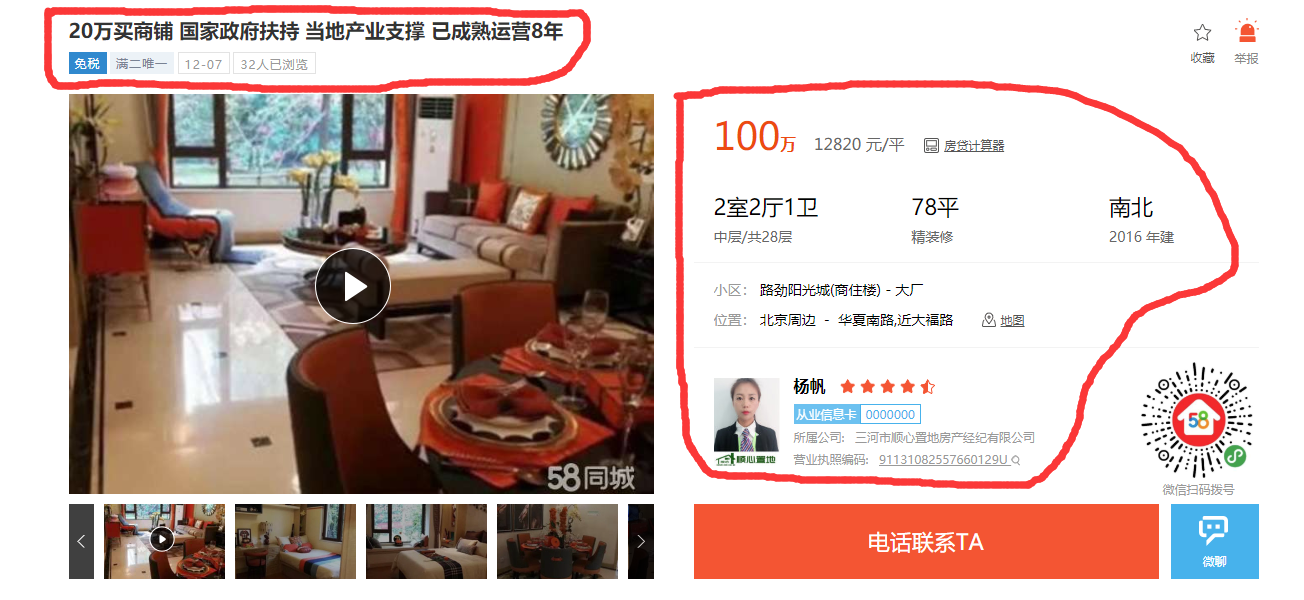 20万买商铺 国家政府扶持 当地产业支撑 已成熟运营8年
免税 满二唯一 12-07 32人已浏览
收藏 举报
100万 12820 元/平 房贷计算器
2室2厅1卫 78平 南北
中层/共28层 精装修 2016 年建
小区： 路劲阳光城(商住楼) - 大厂
位置： 北京周边 - 华夏南路,近大福路 地图
杨帆
从业信息卡 0000000
所属公司: 三河市顺心置地房产经纪有限公司
营业执照编码: 91131082557660129U
顺心置地
58
微信扫码拨号
58同城
电话联系TA
微聊